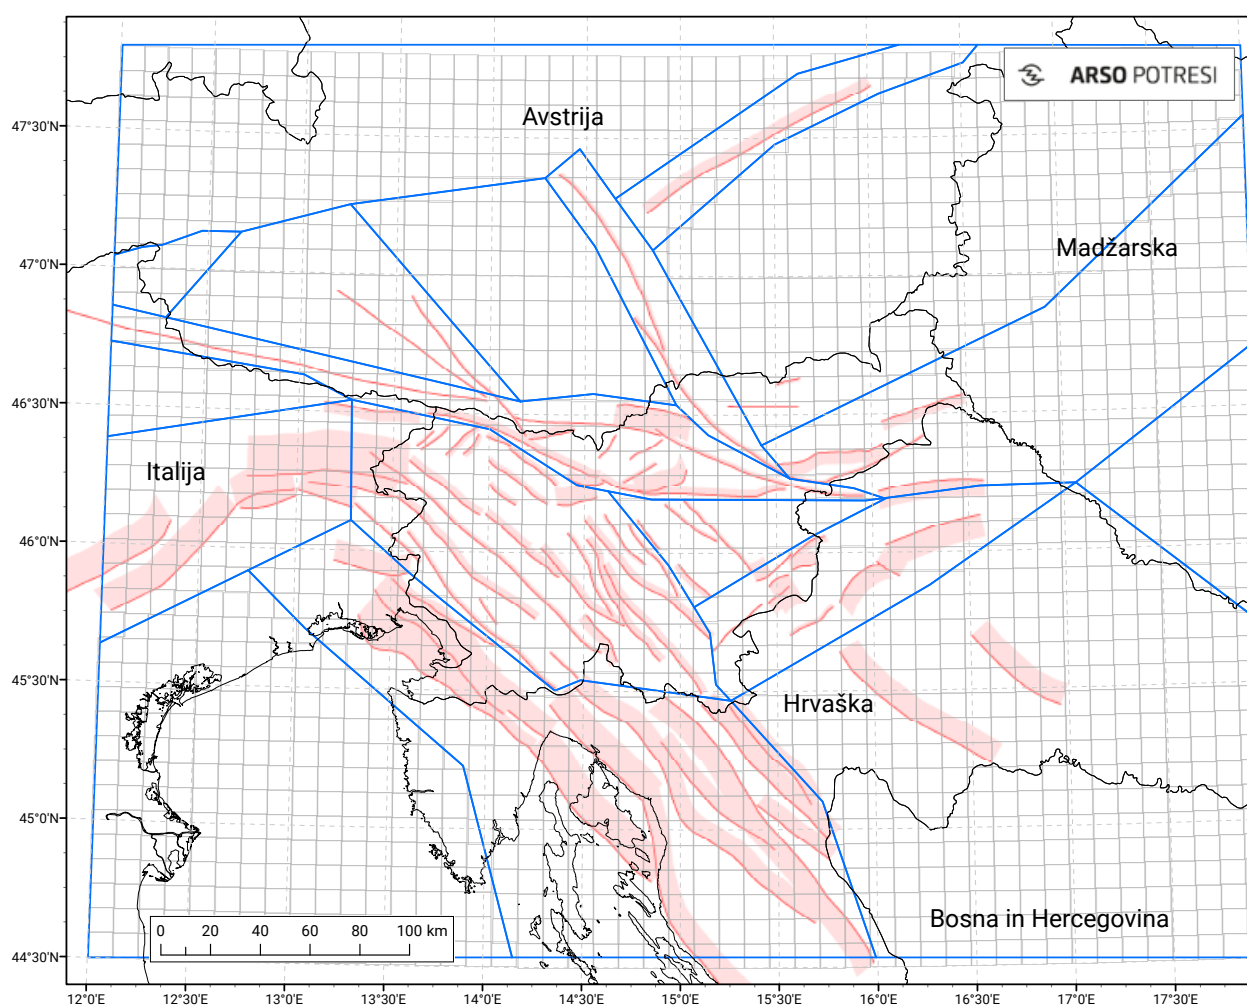 ARSO POTRESI
Avstrija
47°30'N
Madžarska
47°0'N
46°30'N
Italija
46°0'N
45°30'N
Hrvaška
45°0'N
Bosna in Hercegovina
0 20 40 60 80 100 km
44°30'N
12°0'E 12°30'E 13°0'E 13°30'E 14°0'E 14°30'E 15°0'E 15°30'E 16°0'E 16°30'E 17°0'E 17°30'E